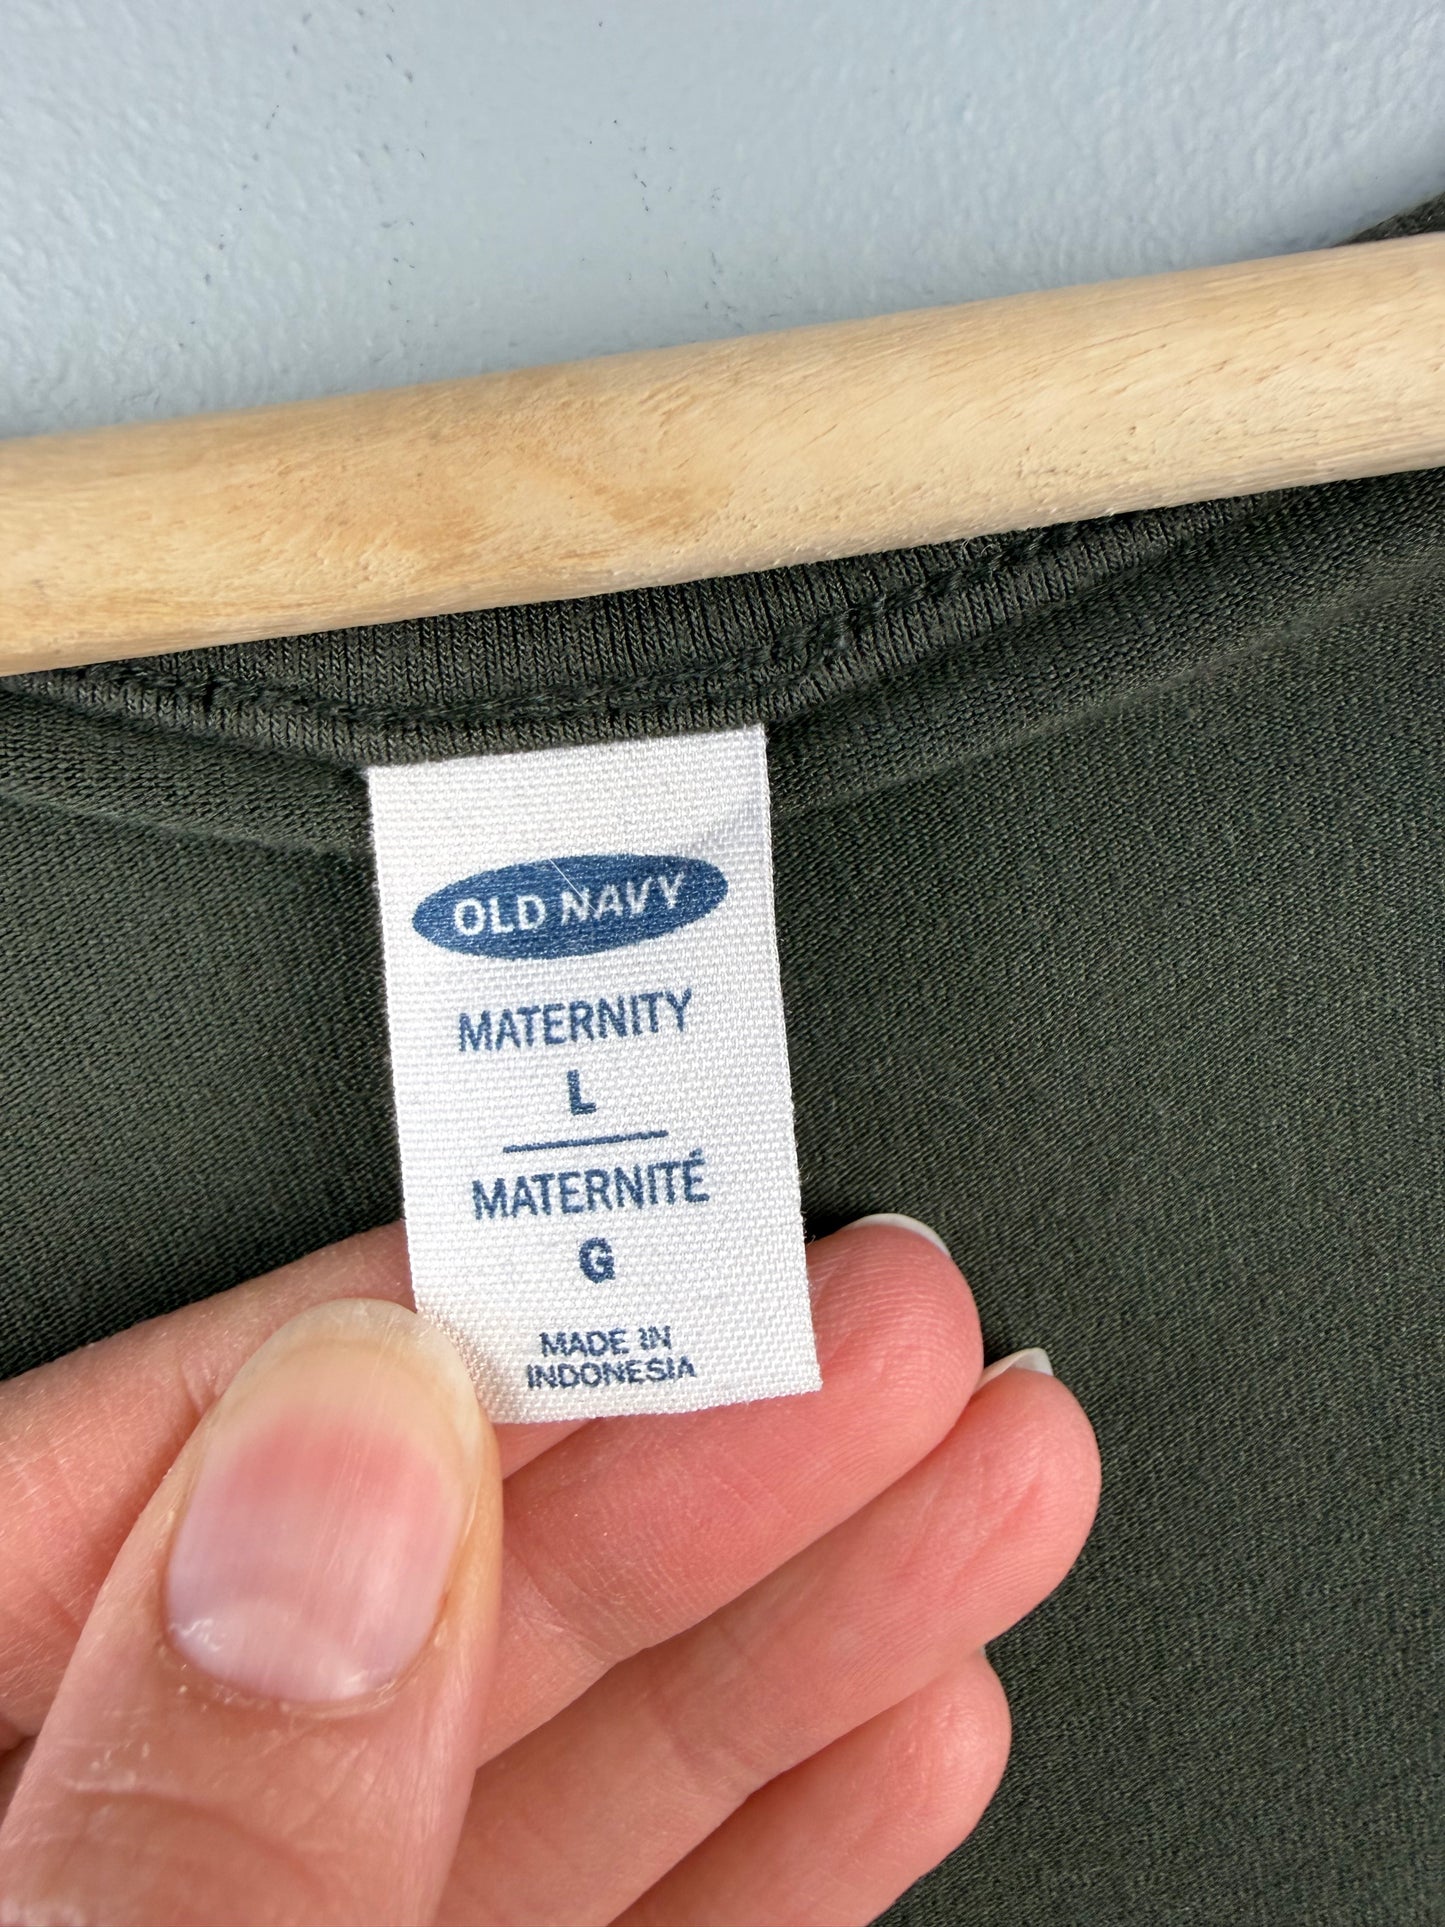 OLD NAVY
MATERNITY
L
MATERNITÉ
G
MADE IN
INDONESIA